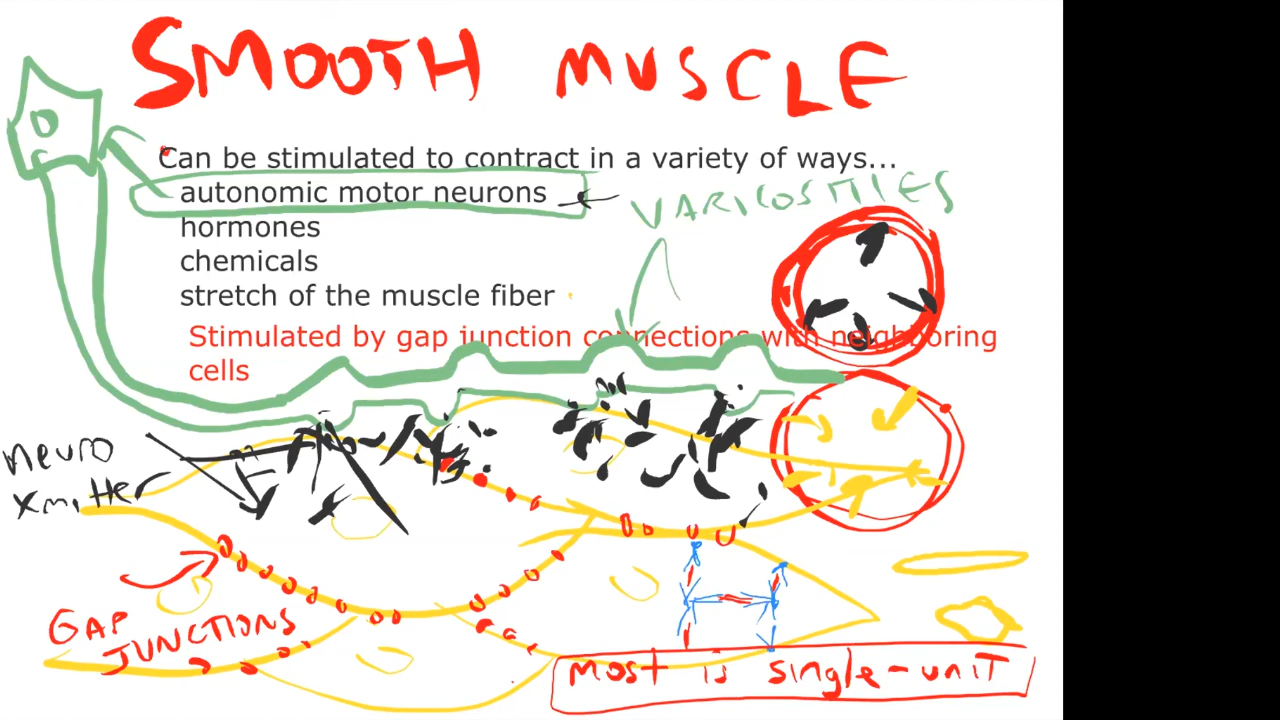 SMOOTH MUSCLE
Can be stimulated to contract in a variety of ways...
autonomic motor neurons
VARICOSITIES
hormones
chemicals
stretch of the muscle fiber
Stimulated by gap junction connections with neighboring
cells
neuro
xmitter
GAP
JUNCTIONS
most is single-unit